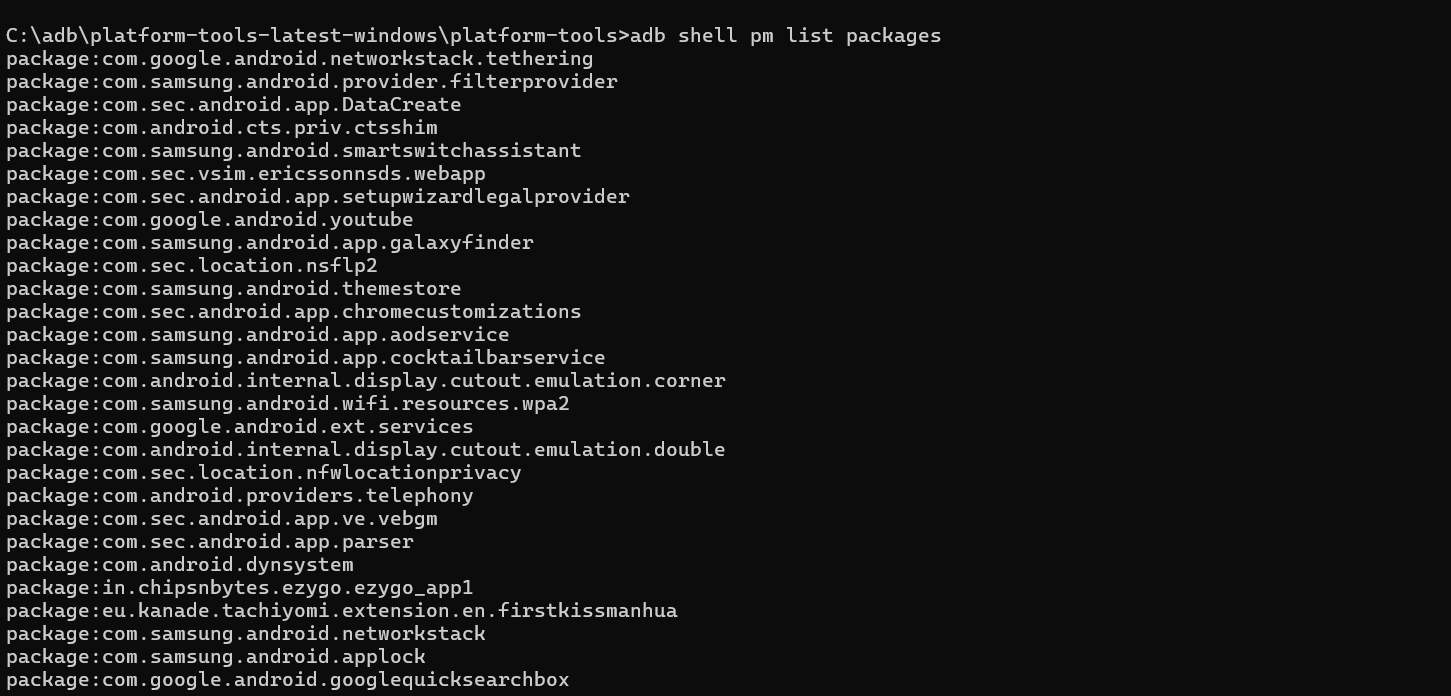 C:\adb\platform-tools-latest-windows\platform-tools>adb shell pm list packages
package:com.google.android.networkstack.tethering
package:com.samsung.android.provider.filterprovider
package:com.sec.android.app.DataCreate
package:com.android.cts.priv.ctsshim
package:com.samsung.android.smartswitchassistant
package:com.sec.vsim.ericssonnsds.webapp
package:com.sec.android.app.setupwizardlegalprovider
package:com.google.android.youtube
package:com.samsung.android.app.galaxyfinder
package:com.sec.location.nsflp2
package:com.samsung.android.themestore
package:com.sec.android.app.chromecustomizations
package:com.samsung.android.app.aodservice
package:com.samsung.android.app.cocktailbarservice
package:com.android.internal.display.cutout.emulation.corner
package:com.samsung.android.wifi.resources.wpa2
package:com.google.android.ext.services
package:com.android.internal.display.cutout.emulation.double
package:com.sec.location.nfwlocationprivacy
package:com.android.providers.telephony
package:com.sec.android.app.ve.vebgm
package:com.sec.android.app.parser
package:com.android.dynsystem
package:in.chipsnbytes.ezygo.ezygo_app1
package:eu.kanade.tachiyomi.extension.en.firstkissmanhua
package:com.samsung.android.networkstack
package:com.samsung.android.applock
package:com.google.android.googlequicksearchbox